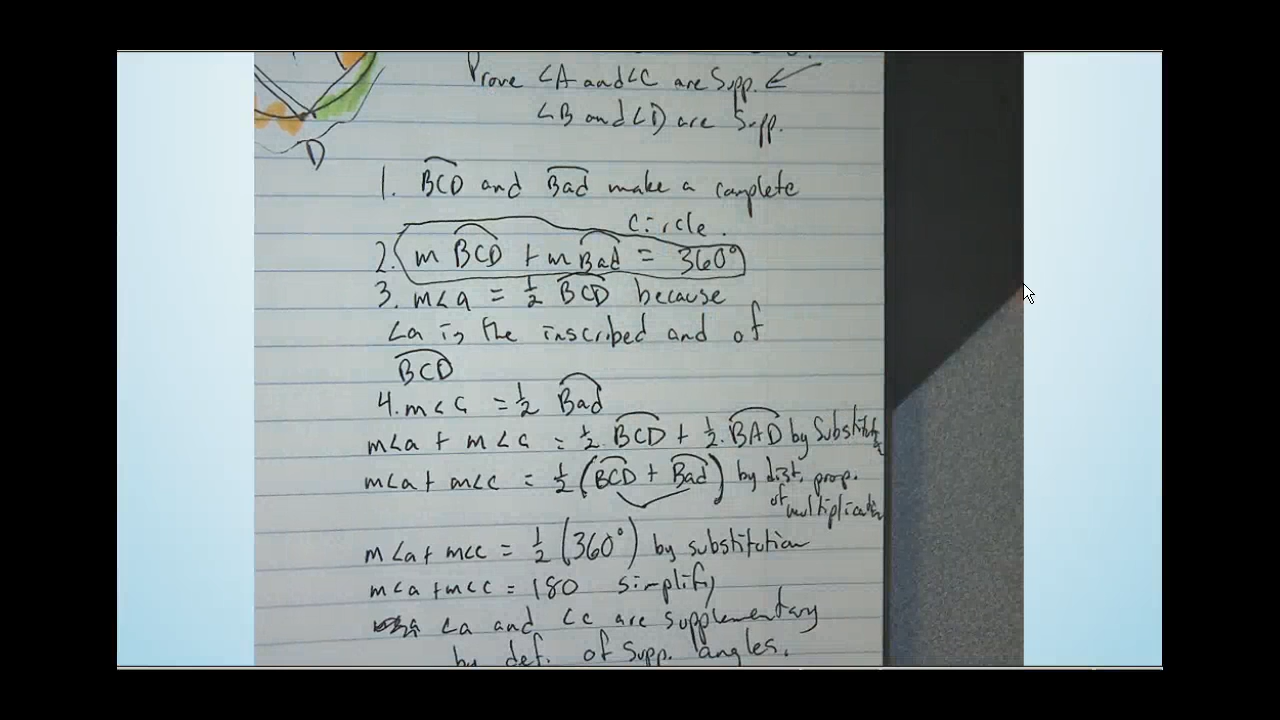 Prove ∠A and ∠C are Supp.
∠B and ∠D are Supp.
D
1. BCD and Bad make a complete
circle.
2. m BCD + m Bad = 360°
3. m∠a = 1/2 BCD because
∠a is the inscribed and of
BCD
4. m∠C = 1/2 Bad
m∠a + m∠c = 1/2 · BCD + 1/2 · BAD by
m∠a + m∠c = 1/2 (BCD + Bad) by dist. prop.
of multiplication
m∠a + m∠c = 1/2 (360°) by substitution
m∠a + m∠c = 180 simplify
∠a and ∠c are supplementary
by def. of Supp. angles.